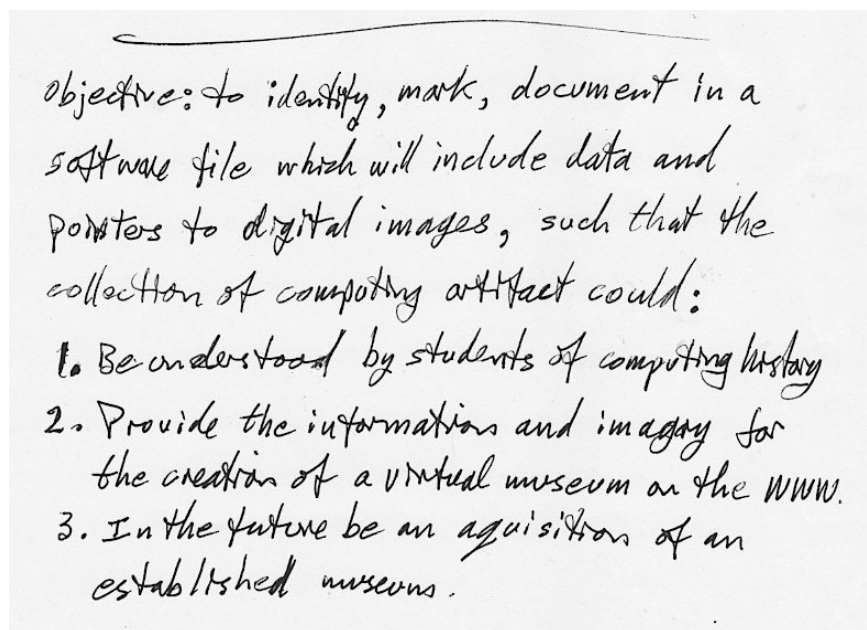 Objective: to identify, mark, document in a
software file which will include data and
pointers to digital images, such that the
collection of computing artifact could:
1. Be understood by students of computing history
2. Provide the information and imagery for
the creation of a virtual museum on the WWW.
3. In the future be an aquisition of an
established museum.